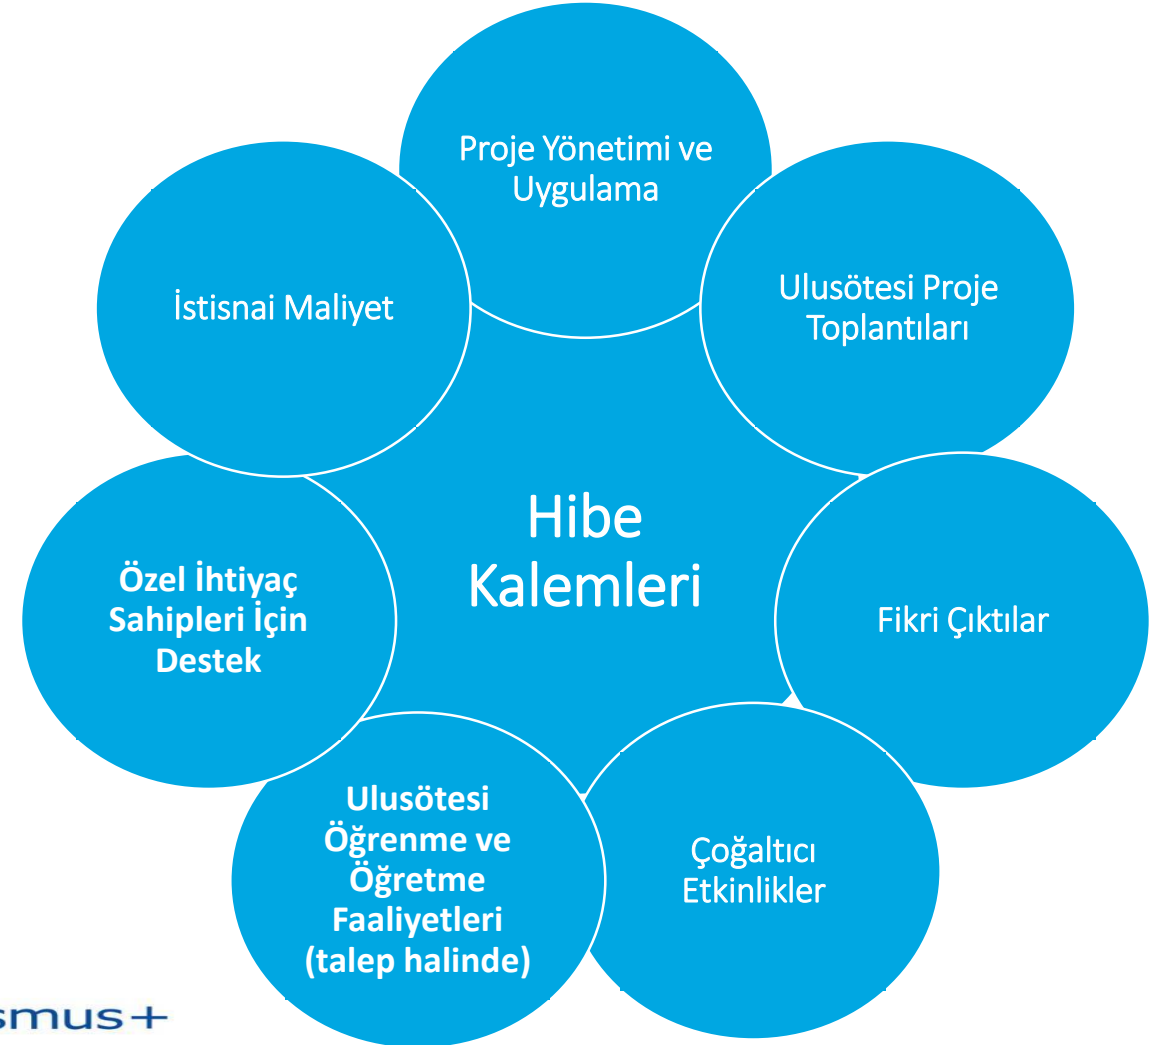 Proje Yönetimi ve
Uygulama
Ulusötesi Proje
Toplantıları
Fikri Çıktılar
Çoğaltıcı
Etkinlikler
Ulusötesi
Öğrenme ve
Öğretme
Faaliyetleri
(talep halinde)
Özel İhtiyaç
Sahipleri İçin
Destek
İstisnai Maliyet
Hibe
Kalemleri
smus+